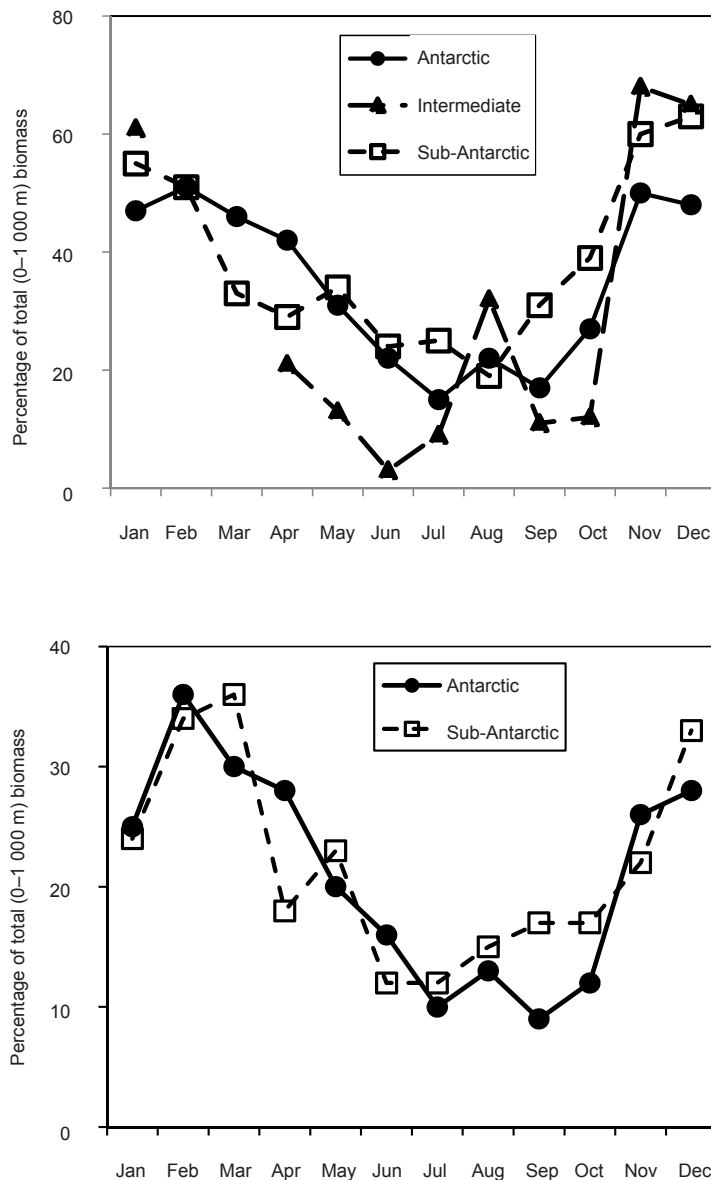 80
60
40
20
0
Percentage of total (0–1 000 m) biomass
Antarctic
Intermediate
Sub-Antarctic
Jan Feb Mar Apr May Jun Jul Aug Sep Oct Nov Dec
40
30
20
10
0
Percentage of total (0–1 000 m) biomass
Antarctic
Sub-Antarctic
Jan Feb Mar Apr May Jun Jul Aug Sep Oct Nov Dec